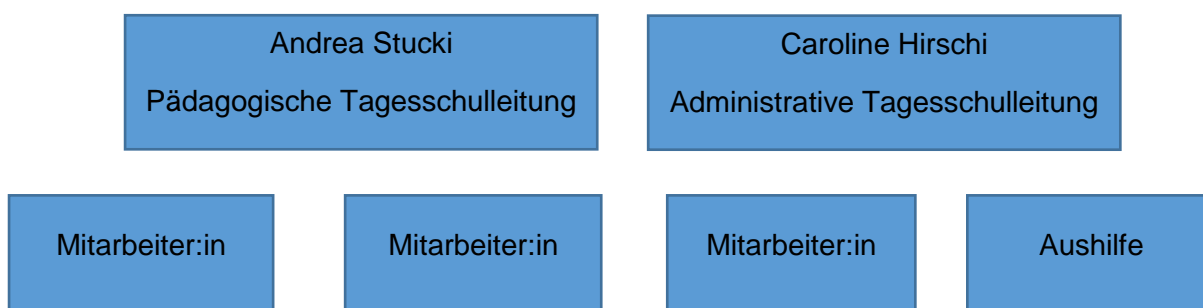 Andrea Stucki
Pädagogische Tagesschulleitung
Caroline Hirschi
Administrative Tagesschulleitung
Mitarbeiter:in
Mitarbeiter:in
Mitarbeiter:in
Aushilfe